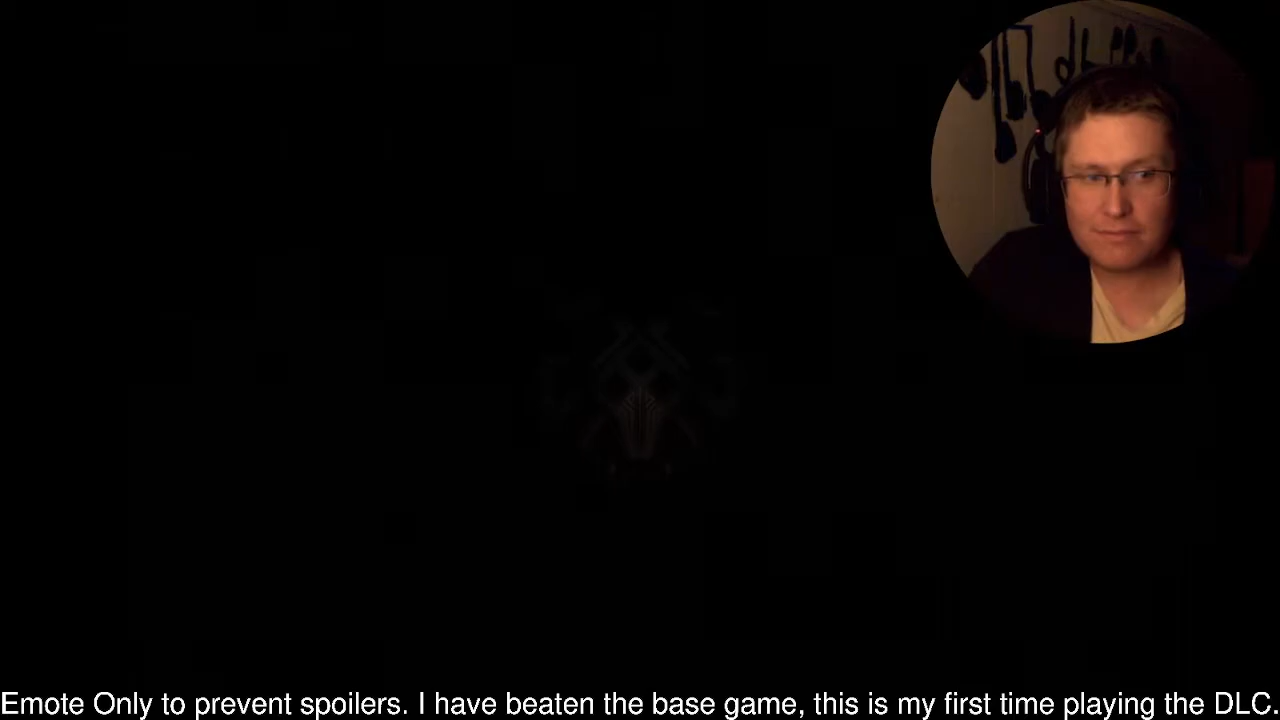 Emote Only to prevent spoilers. I have beaten the base game, this is my first time playing the DLC.